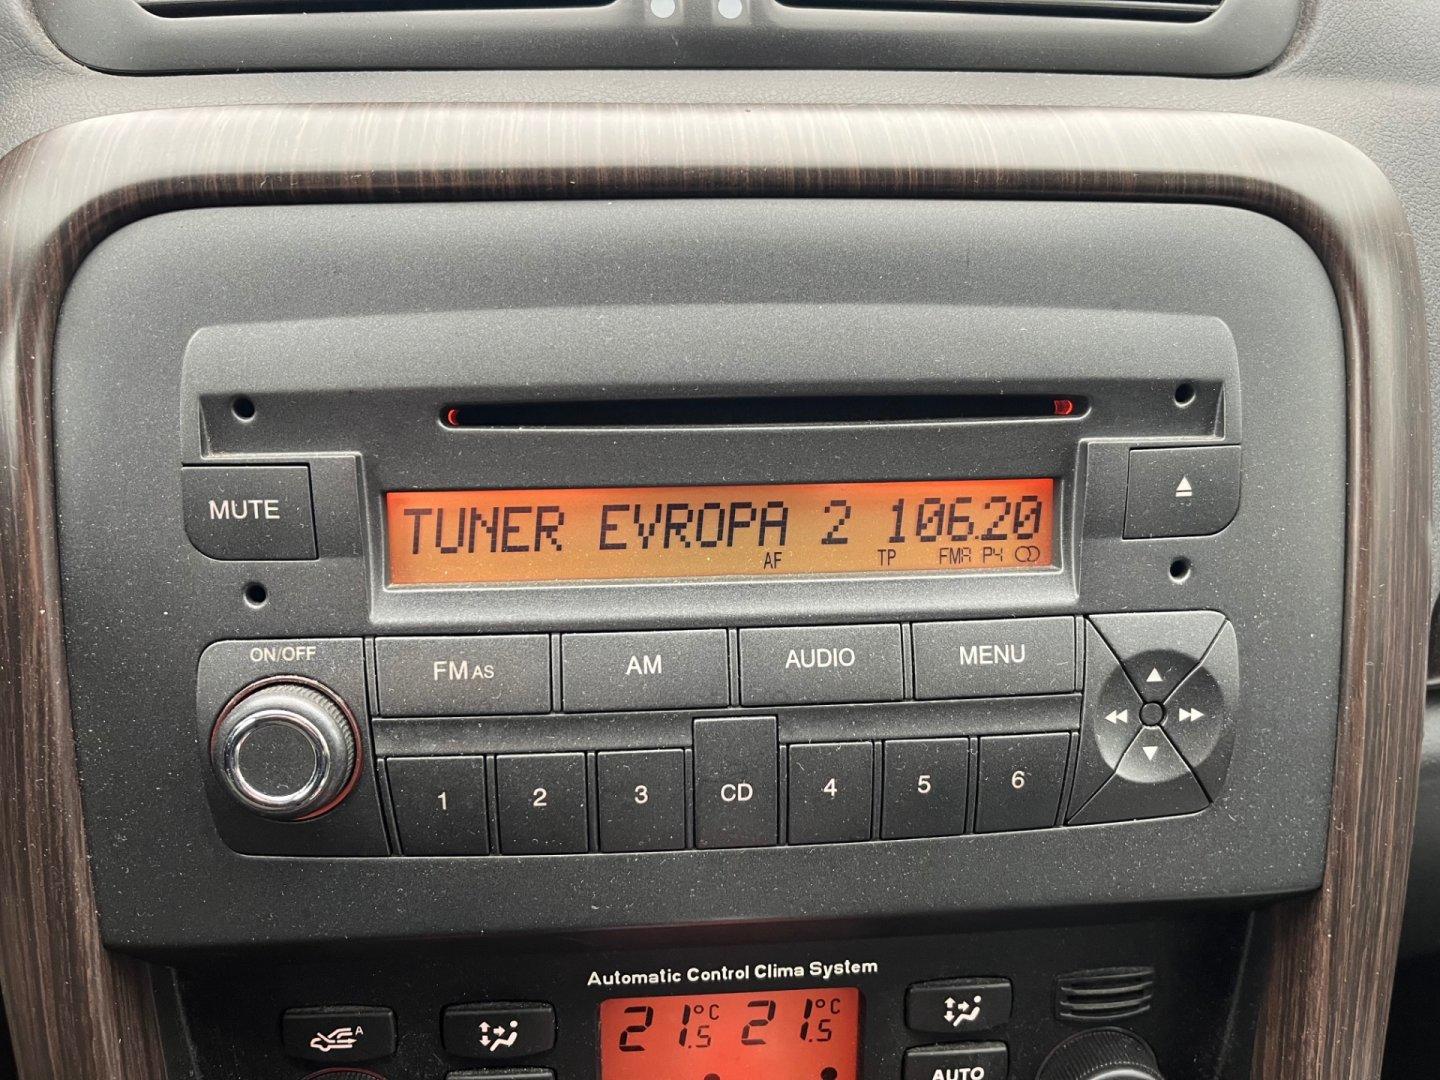 MUTE
TUNER EVROPA 2 106.20
AF TP FMA P4
ON/OFF
FM AS
AM
AUDIO
MENU
1
2
3
CD
4
5
6
Automatic Control Clima System
21.5°C 21.5°C
A
AUTO